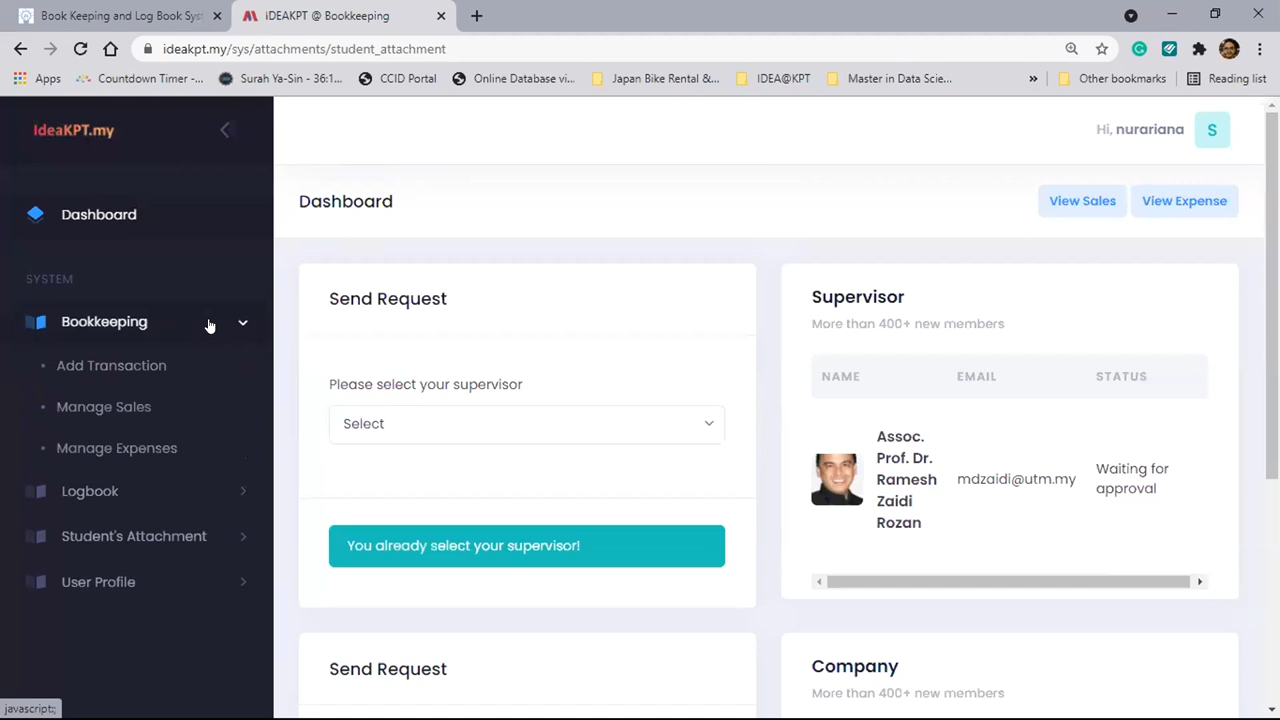 Book Keeping and Log Book Sys
IDEAKPT @ Bookkeeping
ideakpt.my/sys/attachments/student_attachment
Apps
Countdown Timer -...
Surah Ya-Sin - 36:1...
CCID Portal
Online Database vi...
Japan Bike Rental &...
IDEA@KPT
Master in Data Scie...
»
Other bookmarks
Reading list
IdeaKPT.my
Hi, nurariana
S
Dashboard
SYSTEM
Bookkeeping
Add Transaction
Manage Sales
Manage Expenses
Logbook
Student's Attachment
User Profile
Dashboard
View Sales
View Expense
Send Request
Please select your supervisor
Select
You already select your supervisor!
Supervisor
More than 400+ new members
NAME EMAIL STATUS
Assoc.
Prof. Dr.
Ramesh
Zaidi
Rozan
mdzaidi@utm.my
Waiting for
approval
Send Request
Company
More than 400+ new members
javascript:;